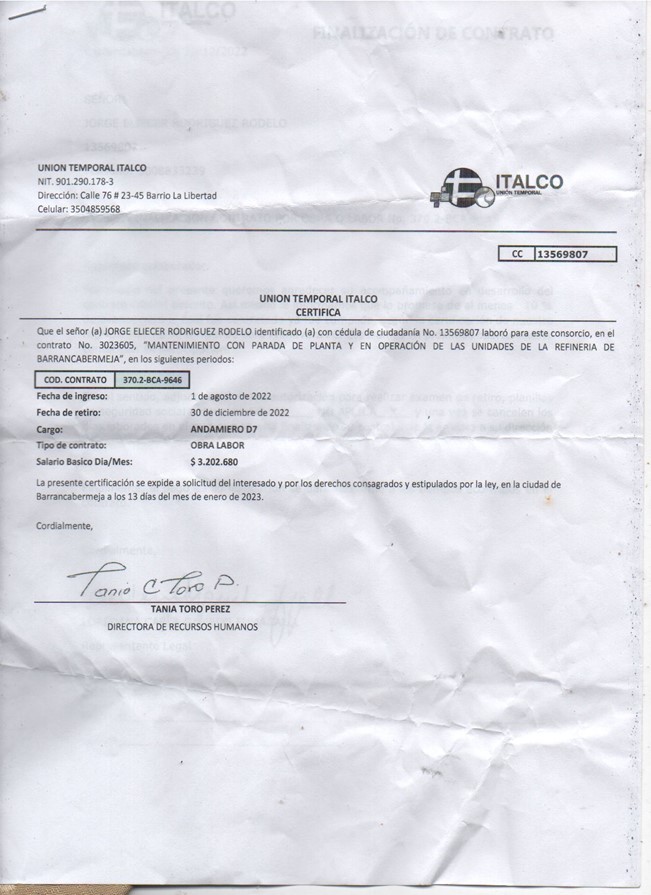 ITALCO
FINALIZACIÓN DE CONTRATO
JORGE ELIECER RODRIGUEZ RODELO
UNION TEMPORAL ITALCO
NIT. 901.290.178-3
Dirección: Calle 76 # 23-45 Barrio La Libertad
Celular: 3504859568
ITALCO
UNION TEMPORAL
CC 13569807
UNION TEMPORAL ITALCO
CERTIFICA
Que el señor (a) JORGE ELIECER RODRIGUEZ RODELO identificado (a) con cédula de ciudadanía No. 13569807 laboró para este consorcio, en el
contrato No. 3023605, "MANTENIMIENTO CON PARADA DE PLANTA Y EN OPERACIÓN DE LAS UNIDADES DE LA REFINERIA DE
BARRANCABERMEJA", en los siguientes periodos:
COD. CONTRATO 370.2-BCA-9646
Fecha de ingreso: 1 de agosto de 2022
Fecha de retiro: 30 de diciembre de 2022
Cargo: ANDAMIERO D7
Tipo de contrato: OBRA LABOR
Salario Basico Dia/Mes: $ 3.202.680
La presente certificación se expide a solicitud del interesado y por los derechos consagrados y estipulados por la ley, en la ciudad de
Barrancabermeja a los 13 días del mes de enero de 2023.
Cordialmente,
Tania C Toro P.
TANIA TORO PEREZ
DIRECTORA DE RECURSOS HUMANOS